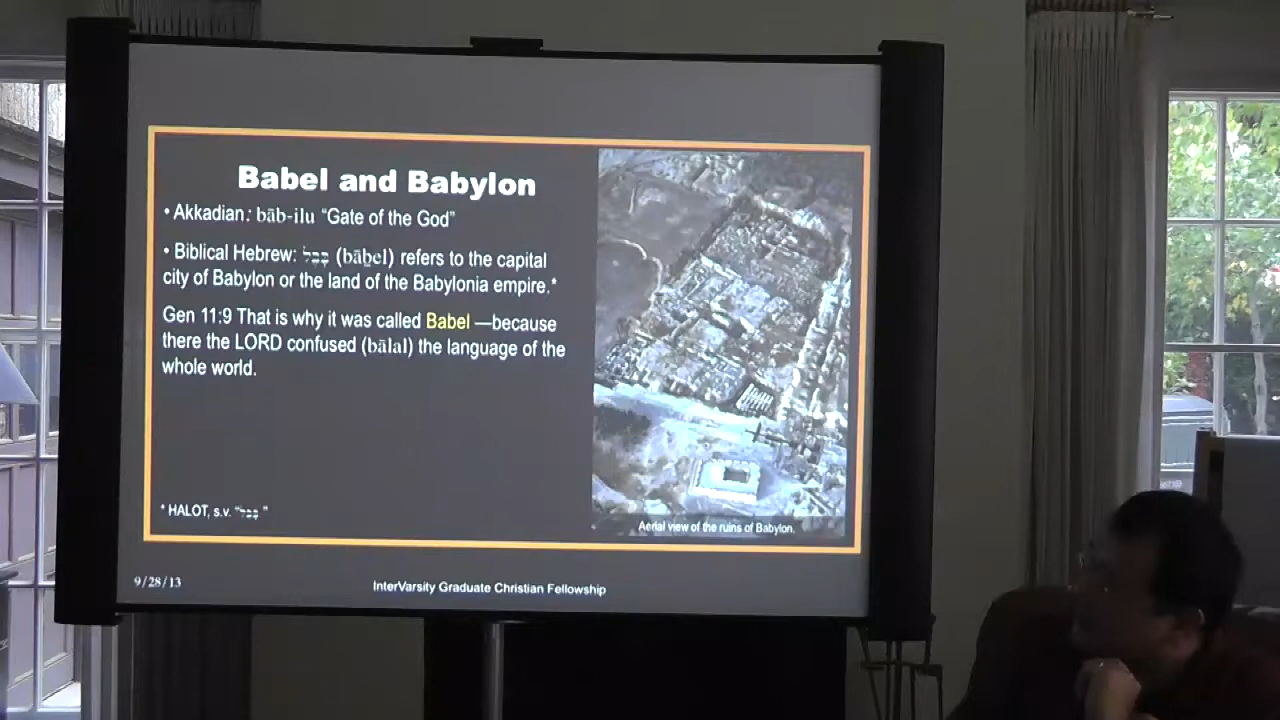 Babel and Babylon
• Akkadian: bāb-ilu "Gate of the God"
• Biblical Hebrew: בָּבֶל (bāḇel) refers to the capital
city of Babylon or the land of the Babylonia empire.*
Gen 11:9 That is why it was called Babel —because
there the LORD confused (bālal) the language of the
whole world.
* HALOT, s.v. "בָּבֶל"
Aerial view of the ruins of Babylon.
9/28/13
InterVarsity Graduate Christian Fellowship